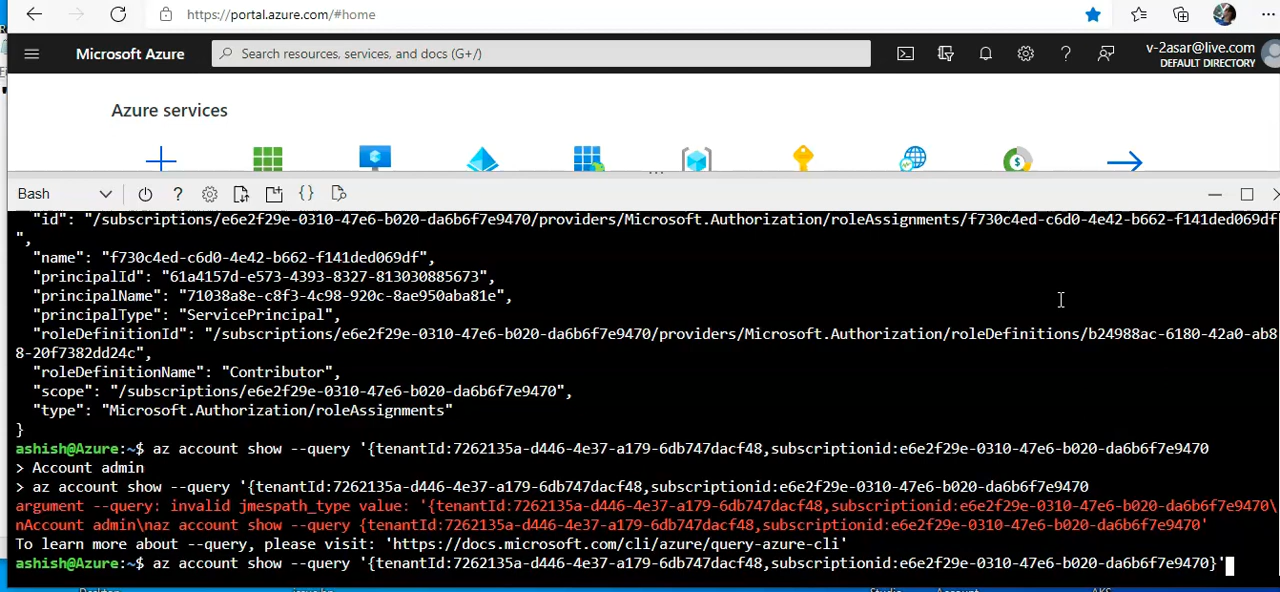 https://portal.azure.com/#home
Microsoft Azure
Search resources, services, and docs (G+/)
v-2asar@live.com
DEFAULT DIRECTORY
Azure services
Bash
"id": "/subscriptions/e6e2f29e-0310-47e6-b020-da6b6f7e9470/providers/Microsoft.Authorization/roleAssignments/f730c4ed-c6d0-4e42-b662-f141ded069df
",
"name": "f730c4ed-c6d0-4e42-b662-f141ded069df",
"principalId": "61a4157d-e573-4393-8327-813030885673",
"principalName": "71038a8e-c8f3-4c98-920c-8ae950aba81e",
"principalType": "ServicePrincipal",
"roleDefinitionId": "/subscriptions/e6e2f29e-0310-47e6-b020-da6b6f7e9470/providers/Microsoft.Authorization/roleDefinitions/b24988ac-6180-42a0-ab8
8-20f7382dd24c",
"roleDefinitionName": "Contributor",
"scope": "/subscriptions/e6e2f29e-0310-47e6-b020-da6b6f7e9470",
"type": "Microsoft.Authorization/roleAssignments"
}
ashish@Azure:~$ az account show --query '{tenantId:7262135a-d446-4e37-a179-6db747dacf48,subscriptionid:e6e2f29e-0310-47e6-b020-da6b6f7e9470
> Account admin
> az account show --query '{tenantId:7262135a-d446-4e37-a179-6db747dacf48,subscriptionid:e6e2f29e-0310-47e6-b020-da6b6f7e9470
argument --query: invalid jmespath_type value: '{tenantId:7262135a-d446-4e37-a179-6db747dacf48,subscriptionid:e6e2f29e-0310-47e6-b020-da6b6f7e9470\
nAccount admin\naz account show --query {tenantId:7262135a-d446-4e37-a179-6db747dacf48,subscriptionid:e6e2f29e-0310-47e6-b020-da6b6f7e9470'
To learn more about --query, please visit: 'https://docs.microsoft.com/cli/azure/query-azure-cli'
ashish@Azure:~$ az account show --query '{tenantId:7262135a-d446-4e37-a179-6db747dacf48,subscriptionid:e6e2f29e-0310-47e6-b020-da6b6f7e9470}'